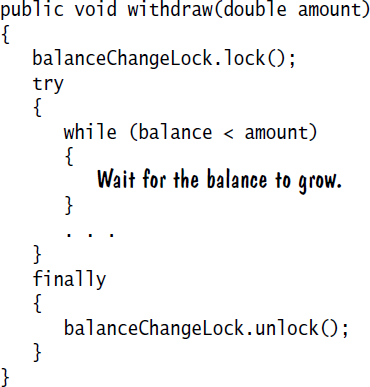 public void withdraw(double amount)
{
balanceChangeLock.lock();
try
{
while (balance < amount)
{
Wait for the balance to grow.
}
. . .
}
finally
{
balanceChangeLock.unlock();
}
}